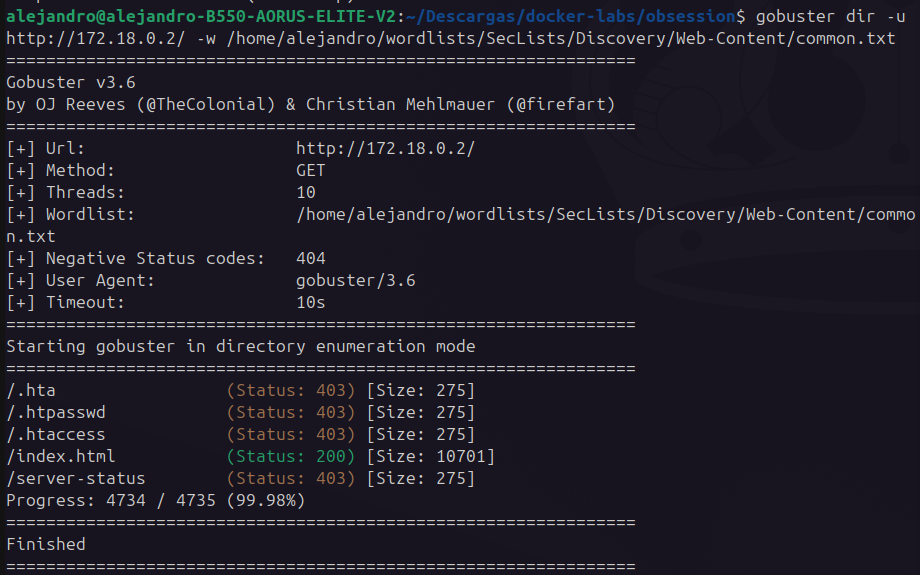 alejandro@alejandro-B550-AORUS-ELITE-V2:~/Descargas/docker-labs/obsession$ gobuster dir -u
http://172.18.0.2/ -w /home/alejandro/wordlists/SecLists/Discovery/Web-Content/common.txt
===============================================================
Gobuster v3.6
by OJ Reeves (@TheColonial) & Christian Mehlmauer (@firefart)
===============================================================
[+] Url:                     http://172.18.0.2/
[+] Method:                  GET
[+] Threads:                 10
[+] Wordlist:                /home/alejandro/wordlists/SecLists/Discovery/Web-Content/commo
n.txt
[+] Negative Status codes:   404
[+] User Agent:              gobuster/3.6
[+] Timeout:                 10s
===============================================================
Starting gobuster in directory enumeration mode
===============================================================
/.hta                 (Status: 403) [Size: 275]
/.htpasswd            (Status: 403) [Size: 275]
/.htaccess            (Status: 403) [Size: 275]
/index.html           (Status: 200) [Size: 10701]
/server-status        (Status: 403) [Size: 275]
Progress: 4734 / 4735 (99.98%)
===============================================================
Finished
===============================================================